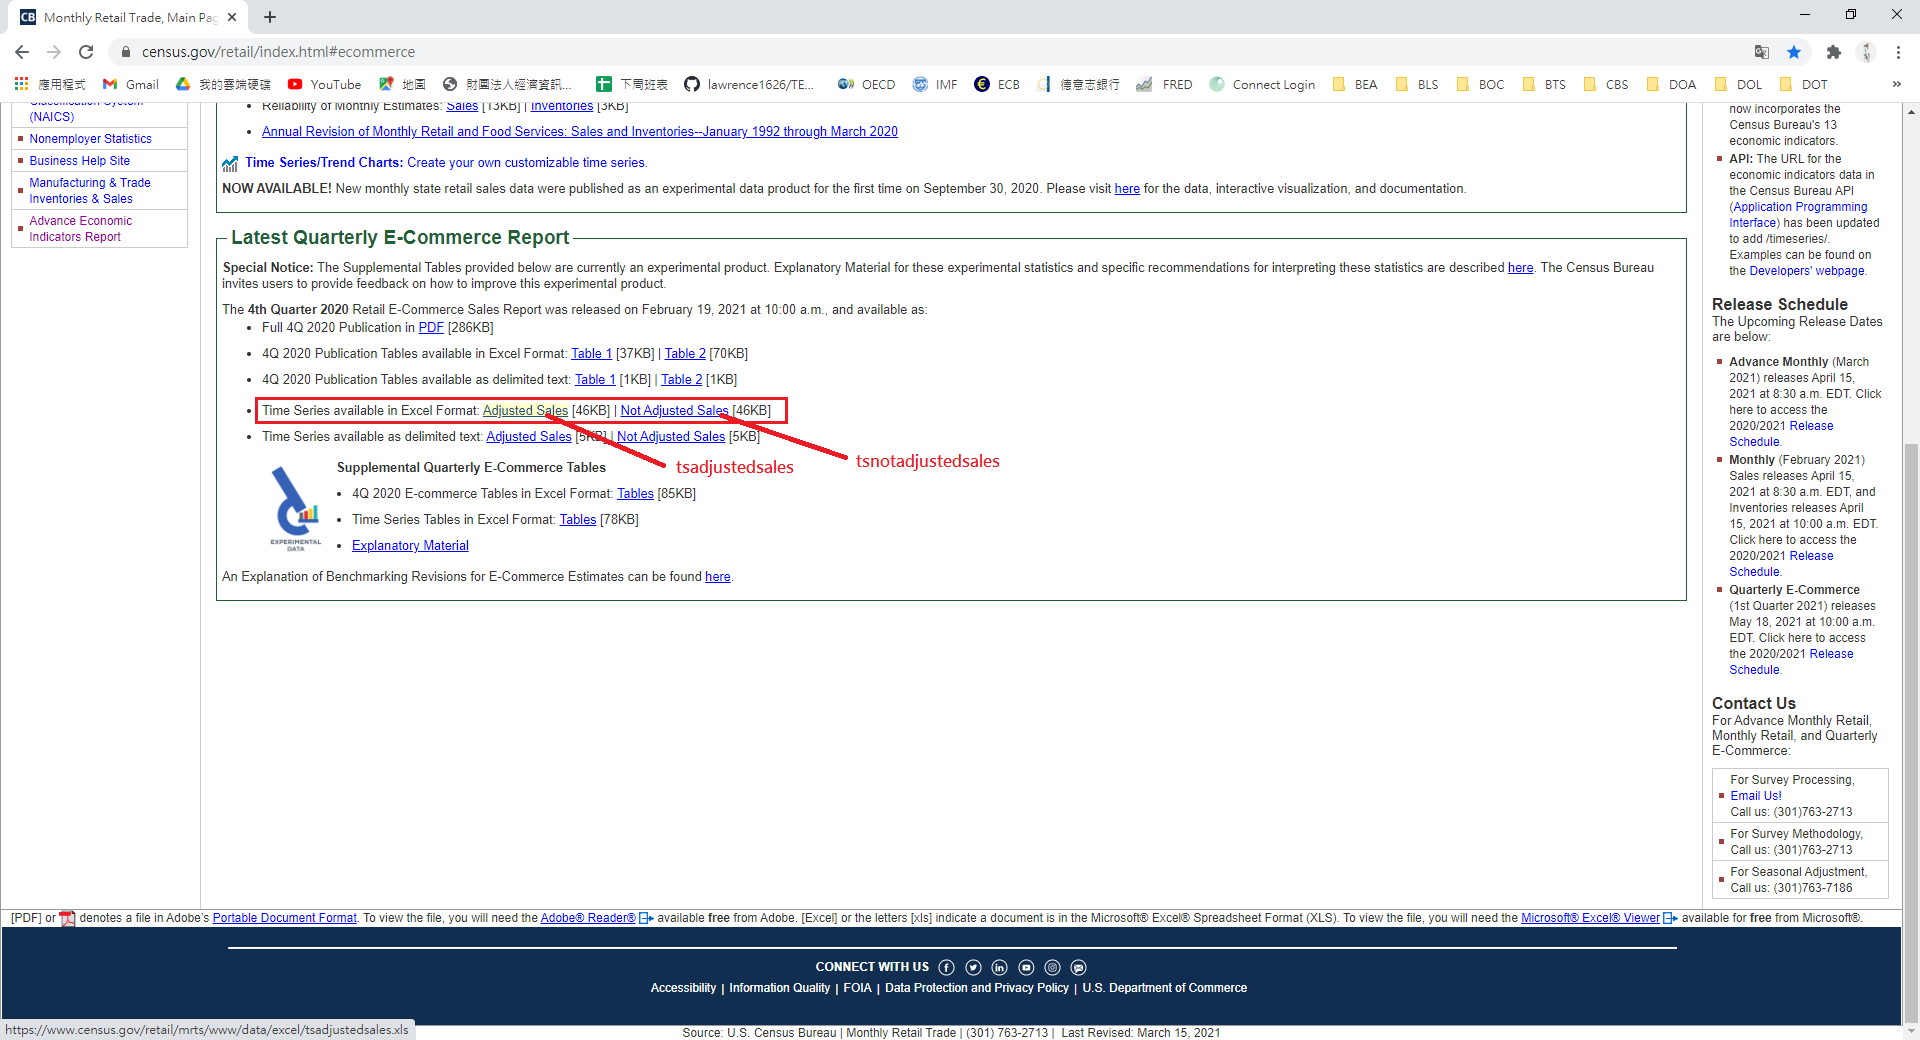 Monthly Retail Trade, Main Pag
census.gov/retail/index.html#ecommerce
應用程式 Gmail 我的雲端硬碟 YouTube 地圖 財團法人經濟資訊... 下周班表 lawrence1626/TE... OECD IMF ECB 德意志銀行 FRED Connect Login BEA BLS BOC BTS CBS DOA DOL DOT »
Classification System
(NAICS)
Nonemployer Statistics
Business Help Site
Manufacturing & Trade
Inventories & Sales
Advance Economic
Indicators Report
Reliability of Monthly Estimates: Sales [13KB] | Inventories [3KB]
Annual Revision of Monthly Retail and Food Services: Sales and Inventories--January 1992 through March 2020
Time Series/Trend Charts: Create your own customizable time series.
NOW AVAILABLE! New monthly state retail sales data were published as an experimental data product for the first time on September 30, 2020. Please visit here for the data, interactive visualization, and documentation.
Latest Quarterly E-Commerce Report
Special Notice: The Supplemental Tables provided below are currently an experimental product. Explanatory Material for these experimental statistics and specific recommendations for interpreting these statistics are described here. The Census Bureau
invites users to provide feedback on how to improve this experimental product.
The 4th Quarter 2020 Retail E-Commerce Sales Report was released on February 19, 2021 at 10:00 a.m., and available as:
Full 4Q 2020 Publication in PDF [286KB]
4Q 2020 Publication Tables available in Excel Format: Table 1 [37KB] | Table 2 [70KB]
4Q 2020 Publication Tables available as delimited text: Table 1 [1KB] | Table 2 [1KB]
Time Series available in Excel Format: Adjusted Sales [46KB] | Not Adjusted Sales [46KB]
Time Series available as delimited text: Adjusted Sales [5KB] | Not Adjusted Sales [5KB]
tsadjustedsales
tsnotadjustedsales
EXPERIMENTAL
DATA
Supplemental Quarterly E-Commerce Tables
4Q 2020 E-commerce Tables in Excel Format: Tables [85KB]
Time Series Tables in Excel Format: Tables [78KB]
Explanatory Material
An Explanation of Benchmarking Revisions for E-Commerce Estimates can be found here.
now incorporates the
Census Bureau's 13
economic indicators.
API: The URL for the
economic indicators data in
the Census Bureau API
(Application Programming
Interface) has been updated
to add /timeseries/.
Examples can be found on
the Developers' webpage.
Release Schedule
The Upcoming Release Dates
are below:
Advance Monthly (March
2021) releases April 15,
2021 at 8:30 a.m. EDT. Click
here to access the
2020/2021 Release
Schedule.
Monthly (February 2021)
Sales releases April 15,
2021 at 8:30 a.m. EDT, and
Inventories releases April
15, 2021 at 10:00 a.m. EDT.
Click here to access the
2020/2021 Release
Schedule.
Quarterly E-Commerce
(1st Quarter 2021) releases
May 18, 2021 at 10:00 a.m.
EDT. Click here to access
the 2020/2021 Release
Schedule.
Contact Us
For Advance Monthly Retail,
Monthly Retail, and Quarterly
E-Commerce:
For Survey Processing,
Email Us!
Call us: (301)763-2713
For Survey Methodology,
Call us: (301)763-2713
For Seasonal Adjustment,
Call us: (301)763-7186
[PDF] or denotes a file in Adobe's Portable Document Format. To view the file, you will need the Adobe® Reader® available free from Adobe. [Excel] or the letters [xls] indicate a document is in the Microsoft® Excel® Spreadsheet Format (XLS). To view the file, you will need the Microsoft® Excel® Viewer available for free from Microsoft®.
CONNECT WITH US
Accessibility | Information Quality | FOIA | Data Protection and Privacy Policy | U.S. Department of Commerce
https://www.census.gov/retail/mrts/www/data/excel/tsadjustedsales.xls
Source: U.S. Census Bureau | Monthly Retail Trade | (301) 763-2713 | Last Revised: March 15, 2021